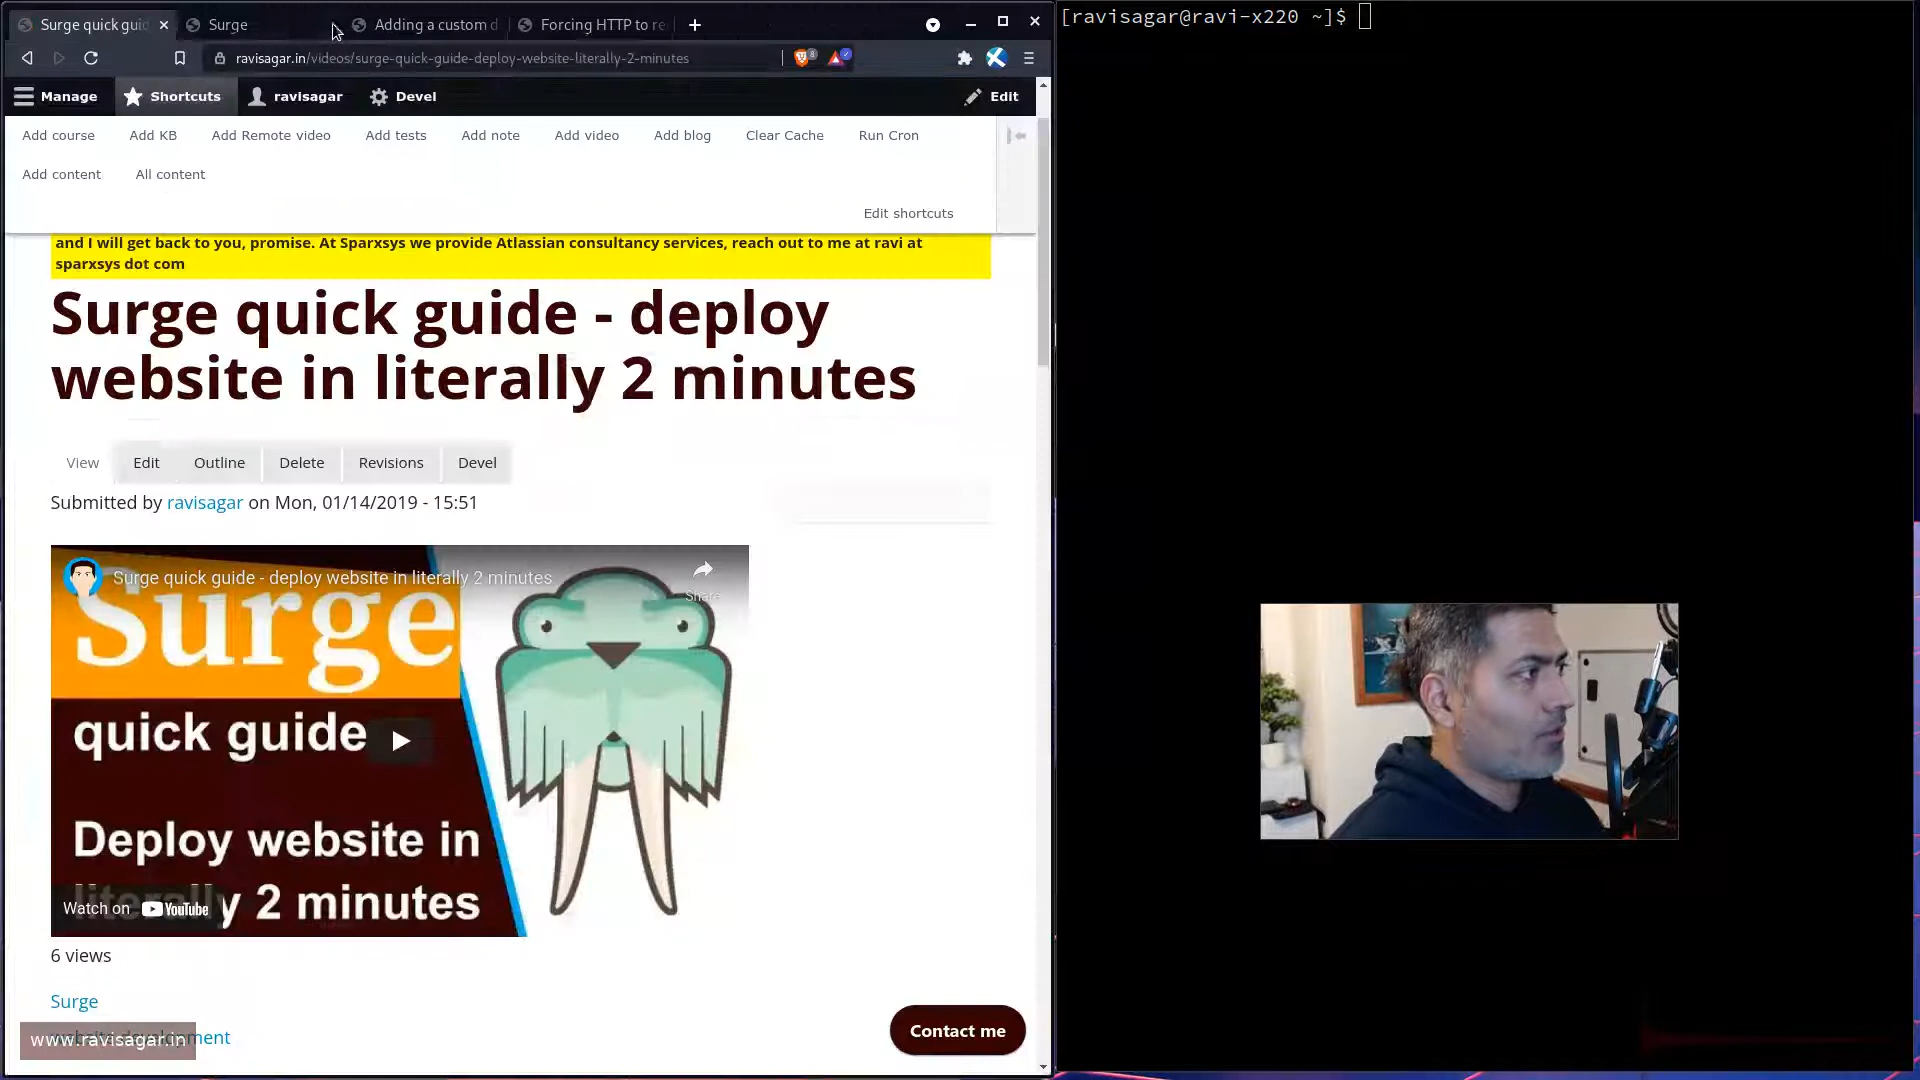 Surge quick guid
Surge
Adding a custom d
Forcing HTTP to re
ravisagar.in/videos/surge-quick-guide-deploy-website-literally-2-minutes
8
Manage
Shortcuts
ravisagar
Devel
Edit
Add course
Add KB
Add Remote video
Add tests
Add note
Add video
Add blog
Clear Cache
Run Cron
Add content
All content
Edit shortcuts
and I will get back to you, promise. At Sparxsys we provide Atlassian consultancy services, reach out to me at ravi at
sparxsys dot com
Surge quick guide - deploy
website in literally 2 minutes
View
Edit
Outline
Delete
Revisions
Devel
Submitted by ravisagar on Mon, 01/14/2019 - 15:51
Surge quick guide - deploy website in literally 2 minutes
Share
Surge
quick guide
Deploy website in
literally 2 minutes
Watch on YouTube
6 views
Surge
website development
www.ravisagar.in
Contact me
[ravisagar@ravi-x220 ~]$